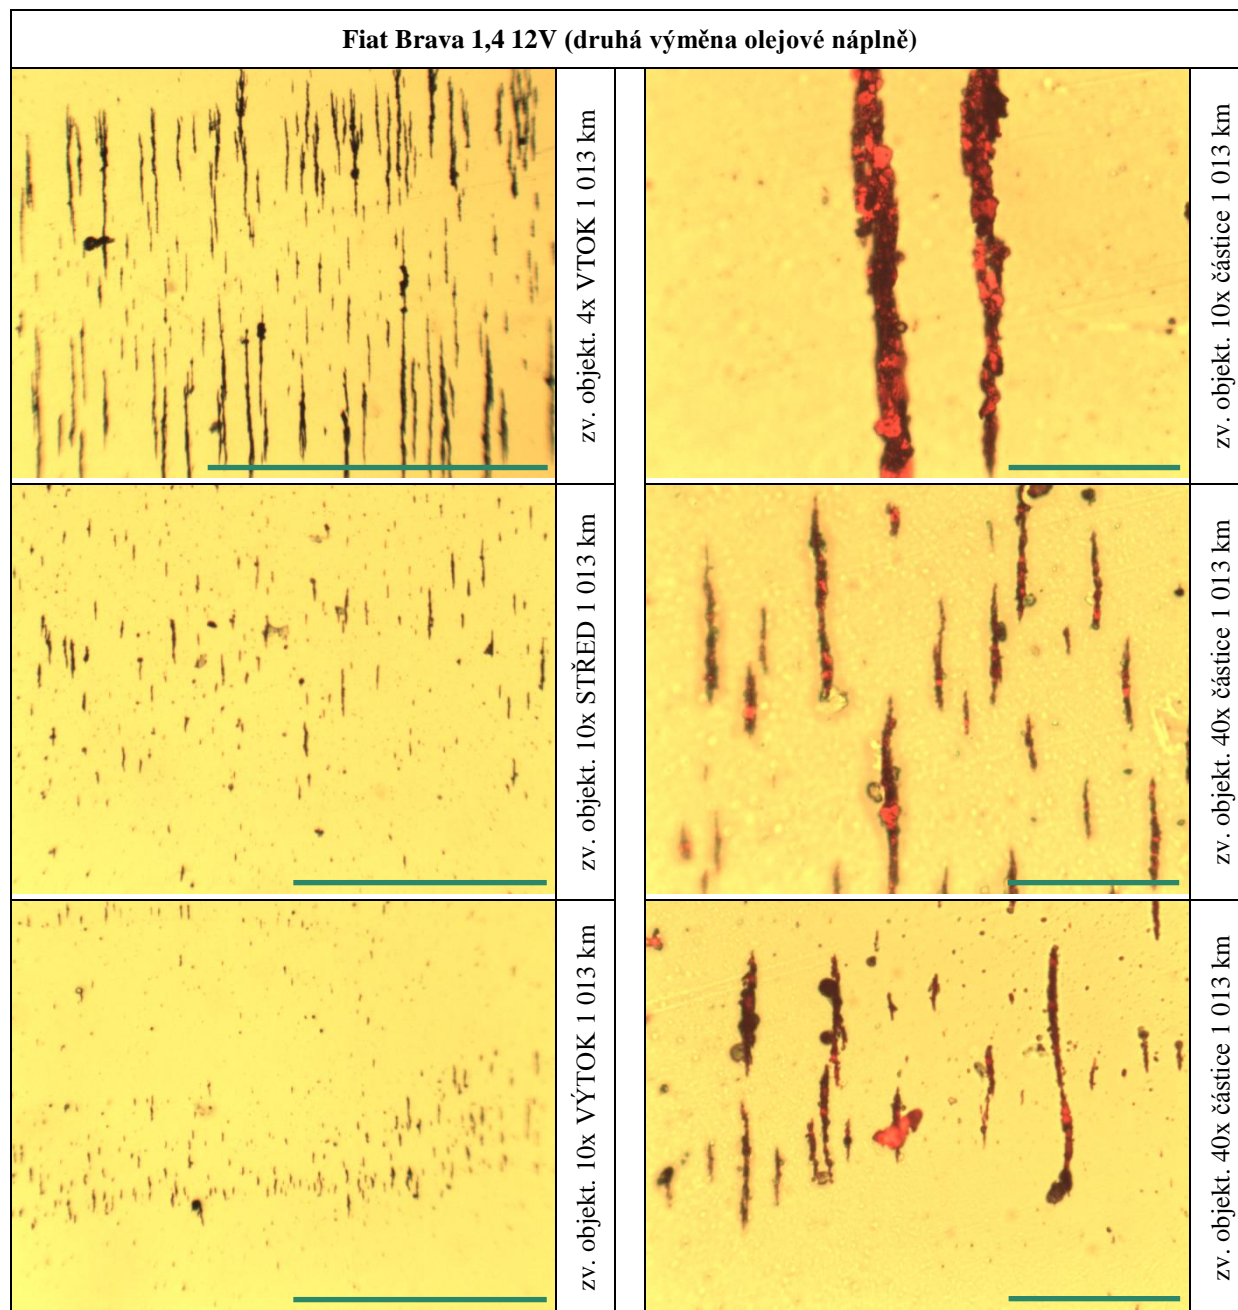 Fiat Brava 1,4 12V (druhá výměna olejové náplně)
zv. objekt. 4x VTOK 1 013 km
zv. objekt. 10x částice 1 013 km
zv. objekt. 10x STŘED 1 013 km
zv. objekt. 40x částice 1 013 km
zv. objekt. 10x VÝTOK 1 013 km
zv. objekt. 40x částice 1 013 km